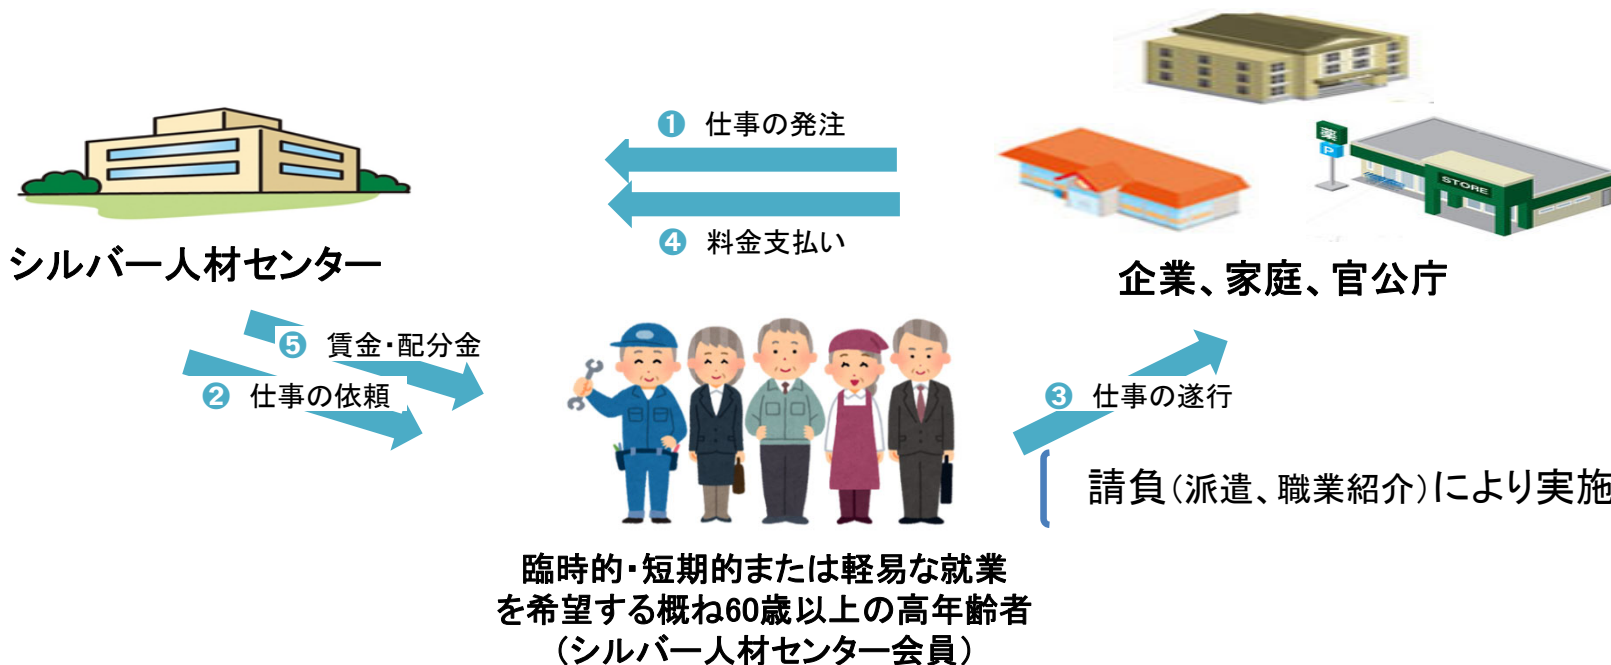 ❶ 仕事の発注
❹ 料金支払い
薬
P
STORE
シルバー人材センター
企業、家庭、官公庁
❺ 賃金・配分金
❷ 仕事の依頼
❸ 仕事の遂行
請負(派遣、職業紹介)により実施
臨時的・短期的または軽易な就業
を希望する概ね60歳以上の高年齢者
(シルバー人材センター会員)